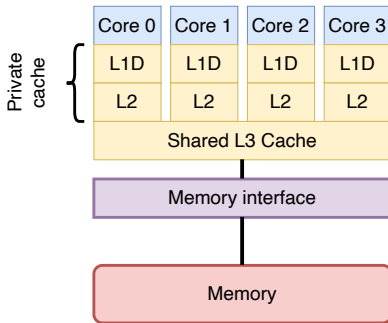 Core 0 Core 1 Core 2 Core 3
Private
cache
L1D L1D L1D L1D
L2 L2 L2 L2
Shared L3 Cache
Memory interface
Memory